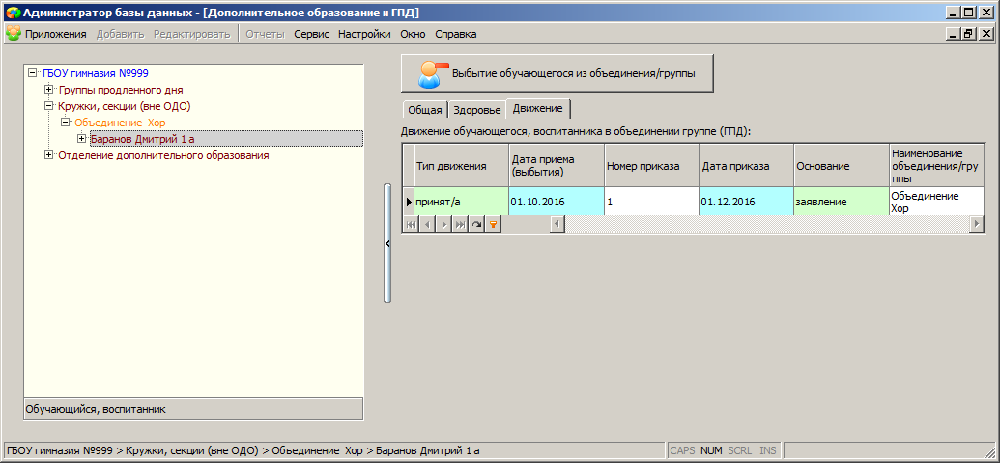 Администратор базы данных - [Дополнительное образование и ГПД]
Приложения Добавить Редактировать Отчеты Сервис Настройки Окно Справка
ГБОУ гимназия №999
Группы продленного дня
Кружки, секции (вне ОДО)
Объединение Хор
Баранов Дмитрий 1 а
Отделение дополнительного образования
Обучающийся, воспитанник
Выбытие обучающегося из объединения/группы
Общая Здоровье Движение
Движение обучающегося, воспитанника в объединении группе (ГПД):
Тип движения
Дата приема
(выбытия)
Номер приказа
Дата приказа
Основание
Наименование
объединения/гру
ппы
принят/а
01.10.2016
1
01.12.2016
заявление
Объединение
Хор
ГБОУ гимназия №999 > Кружки, секции (вне ОДО) > Объединение Хор > Баранов Дмитрий 1 а
CAPS NUM SCRL INS